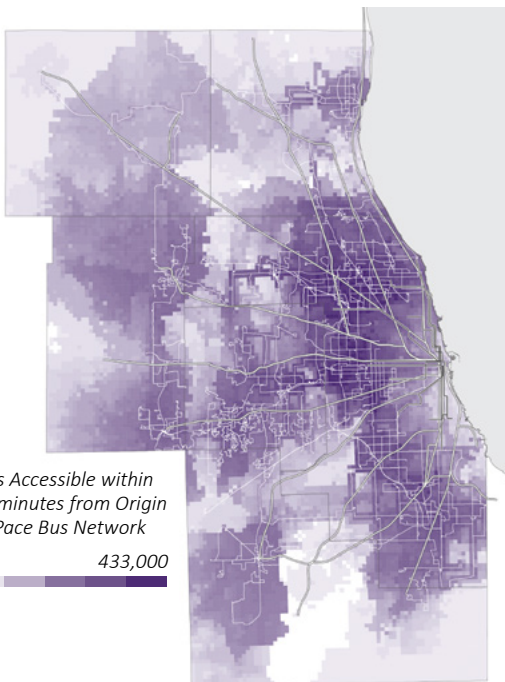 s Accessible within
minutes from Origin
Pace Bus Network
433,000